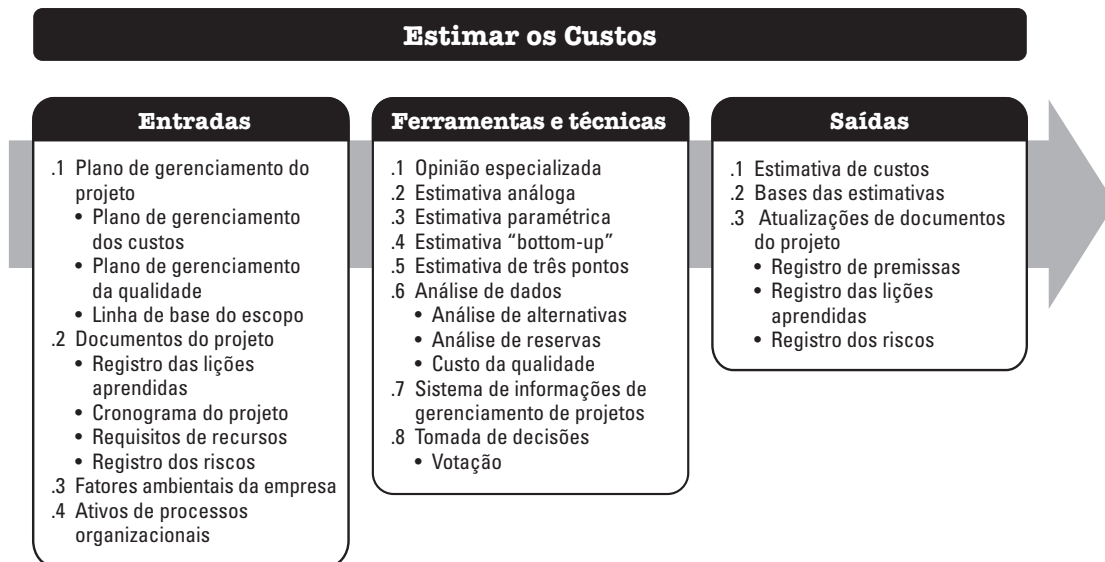 Estimar os Custos
Entradas
.1 Plano de gerenciamento do
projeto
• Plano de gerenciamento
dos custos
• Plano de gerenciamento
da qualidade
• Linha de base do escopo
.2 Documentos do projeto
• Registro das lições
aprendidas
• Cronograma do projeto
• Requisitos de recursos
• Registro dos riscos
.3 Fatores ambientais da empresa
.4 Ativos de processos
organizacionais
Ferramentas e técnicas
.1 Opinião especializada
.2 Estimativa análoga
.3 Estimativa paramétrica
.4 Estimativa “bottom-up”
.5 Estimativa de três pontos
.6 Análise de dados
• Análise de alternativas
• Análise de reservas
• Custo da qualidade
.7 Sistema de informações de
gerenciamento de projetos
.8 Tomada de decisões
• Votação
Saídas
.1 Estimativa de custos
.2 Bases das estimativas
.3 Atualizações de documentos
do projeto
• Registro de premissas
• Registro das lições
aprendidas
• Registro dos riscos